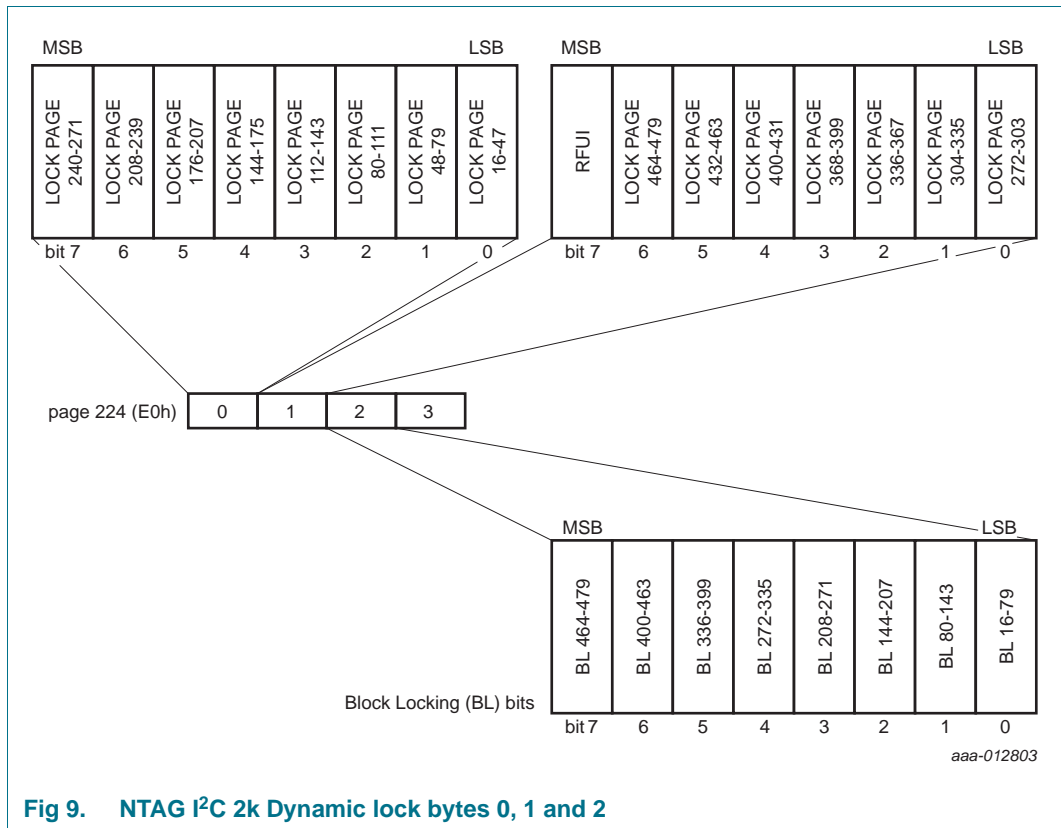 MSB LSB
LOCK PAGE 240-271
LOCK PAGE 208-239
LOCK PAGE 176-207
LOCK PAGE 144-175
LOCK PAGE 112-143
LOCK PAGE 80-111
LOCK PAGE 48-79
LOCK PAGE 16-47
bit 7 6 5 4 3 2 1 0
MSB LSB
RFUI
LOCK PAGE 464-479
LOCK PAGE 432-463
LOCK PAGE 400-431
LOCK PAGE 368-399
LOCK PAGE 336-367
LOCK PAGE 304-335
LOCK PAGE 272-303
bit 7 6 5 4 3 2 1 0
page 224 (E0h) 0 1 2 3
MSB LSB
BL 464-479
BL 400-463
BL 336-399
BL 272-335
BL 208-271
BL 144-207
BL 80-143
BL 16-79
Block Locking (BL) bits
bit 7 6 5 4 3 2 1 0
aaa-012803
Fig 9. NTAG I²C 2k Dynamic lock bytes 0, 1 and 2